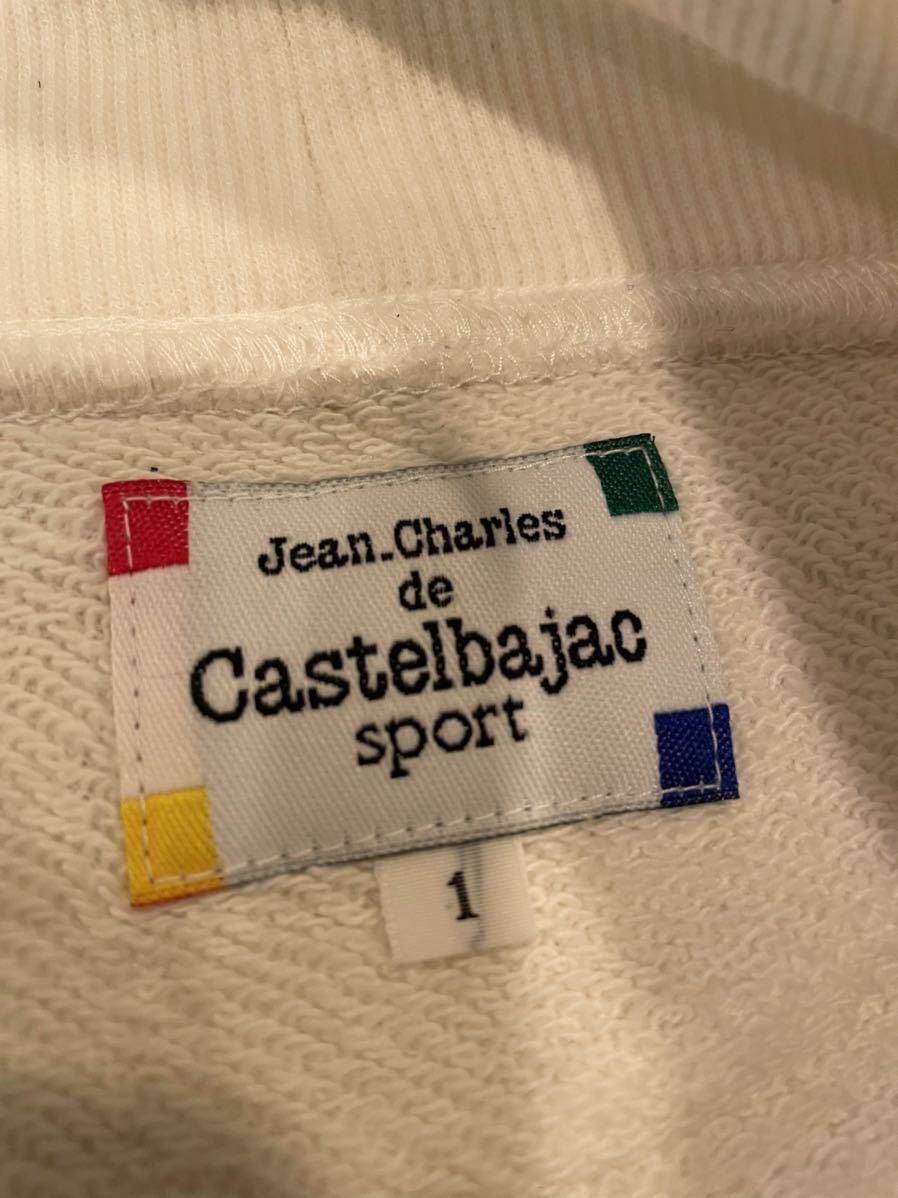 Jean.Charles
de
Castelbajac
sport
1